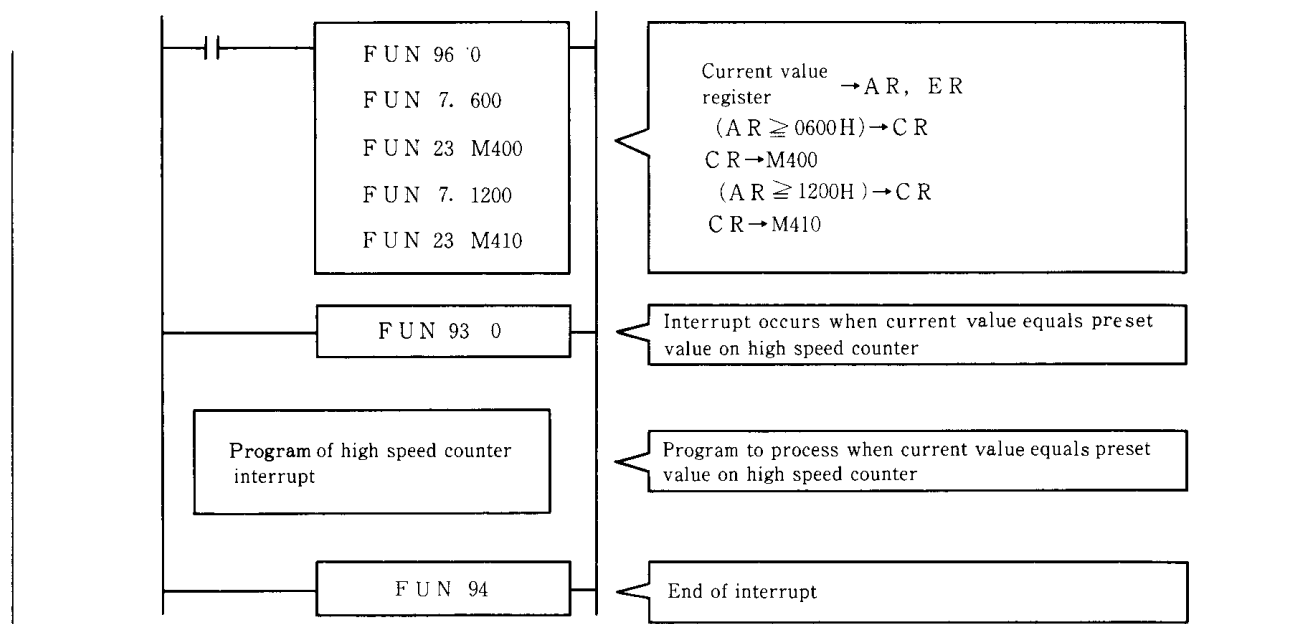 FUN 96 0
FUN 7. 600
FUN 23 M400
FUN 7. 1200
FUN 23 M410
Current value
register →AR, ER
(AR≧0600H)→CR
CR→M400
(AR≧1200H)→CR
CR→M410
FUN 93 0
Interrupt occurs when current value equals preset
value on high speed counter
Program of high speed counter
interrupt
Program to process when current value equals preset
value on high speed counter
FUN 94
End of interrupt